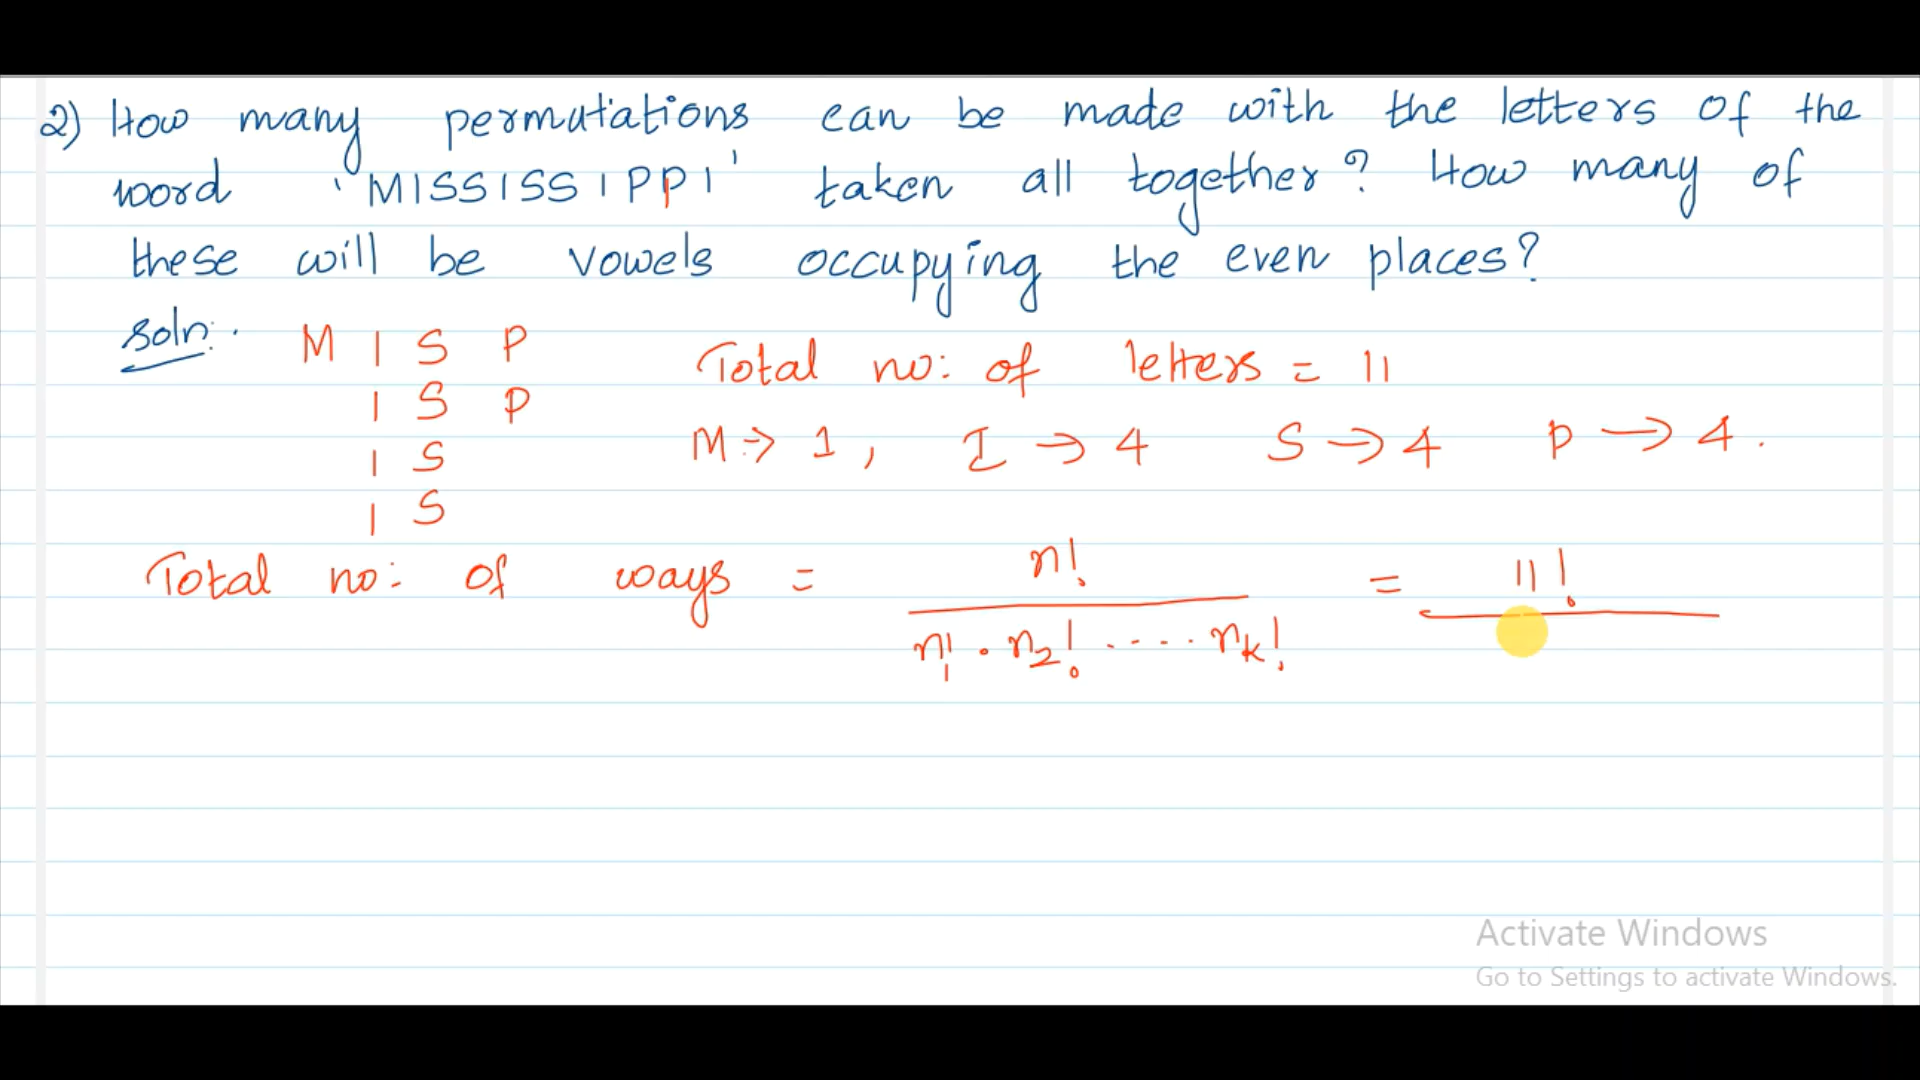 2) How many permutations can be made with the letters of the
word 'MISSISSIPPI' taken all together? How many of
these will be vowels occupying the even places?
soln:.
M I S P
I S P
I S
I S
Total no: of letters = 11
M → 1, I → 4 S → 4 P → 4.
Total no: of ways = n! / n1! . n2! ..... nk! = 11!
Activate Windows
Go to Settings to activate Windows.